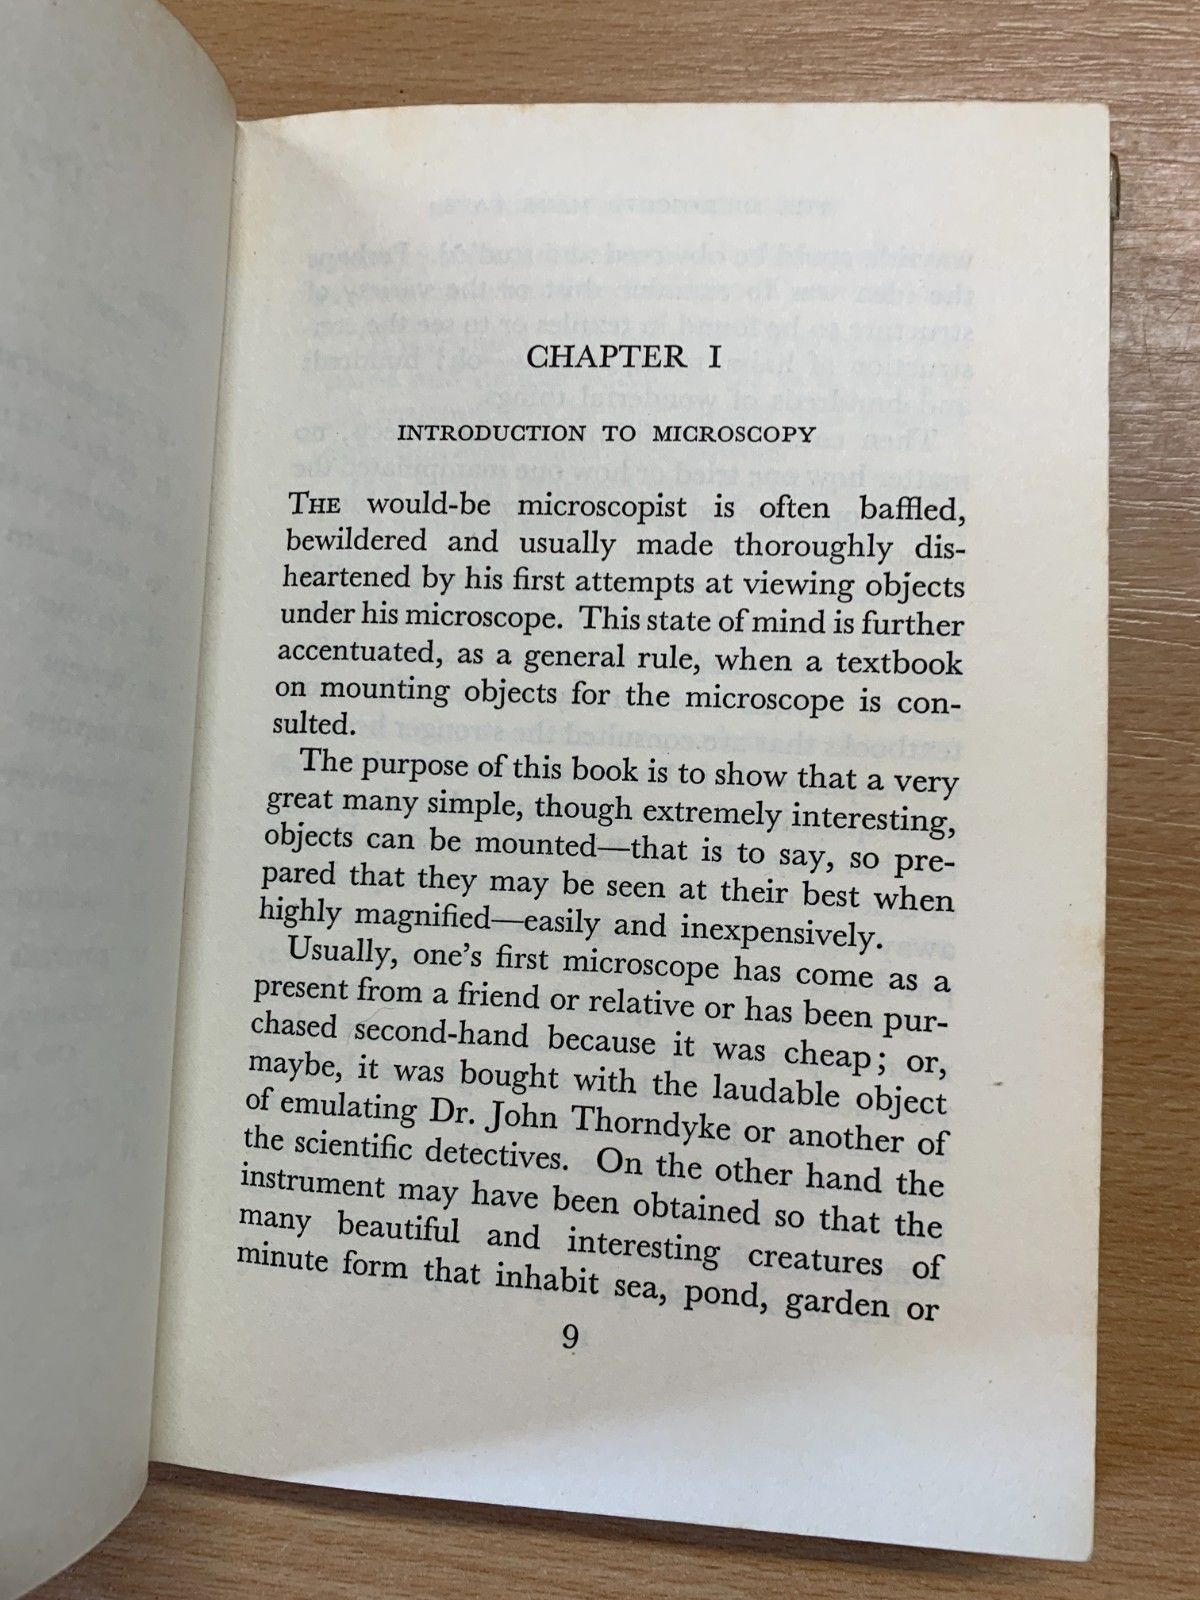 CHAPTER I
INTRODUCTION TO MICROSCOPY
THE would-be microscopist is often baffled,
bewildered and usually made thoroughly dis-
heartened by his first attempts at viewing objects
under his microscope. This state of mind is further
accentuated, as a general rule, when a textbook
on mounting objects for the microscope is con-
sulted.
The purpose of this book is to show that a very
great many simple, though extremely interesting,
objects can be mounted—that is to say, so pre-
pared that they may be seen at their best when
highly magnified—easily and inexpensively.
Usually, one's first microscope has come as a
present from a friend or relative or has been pur-
chased second-hand because it was cheap; or,
maybe, it was bought with the laudable object
of emulating Dr. John Thorndyke or another of
the scientific detectives. On the other hand the
instrument may have been obtained so that the
many beautiful and interesting creatures of
minute form that inhabit sea, pond, garden or
9